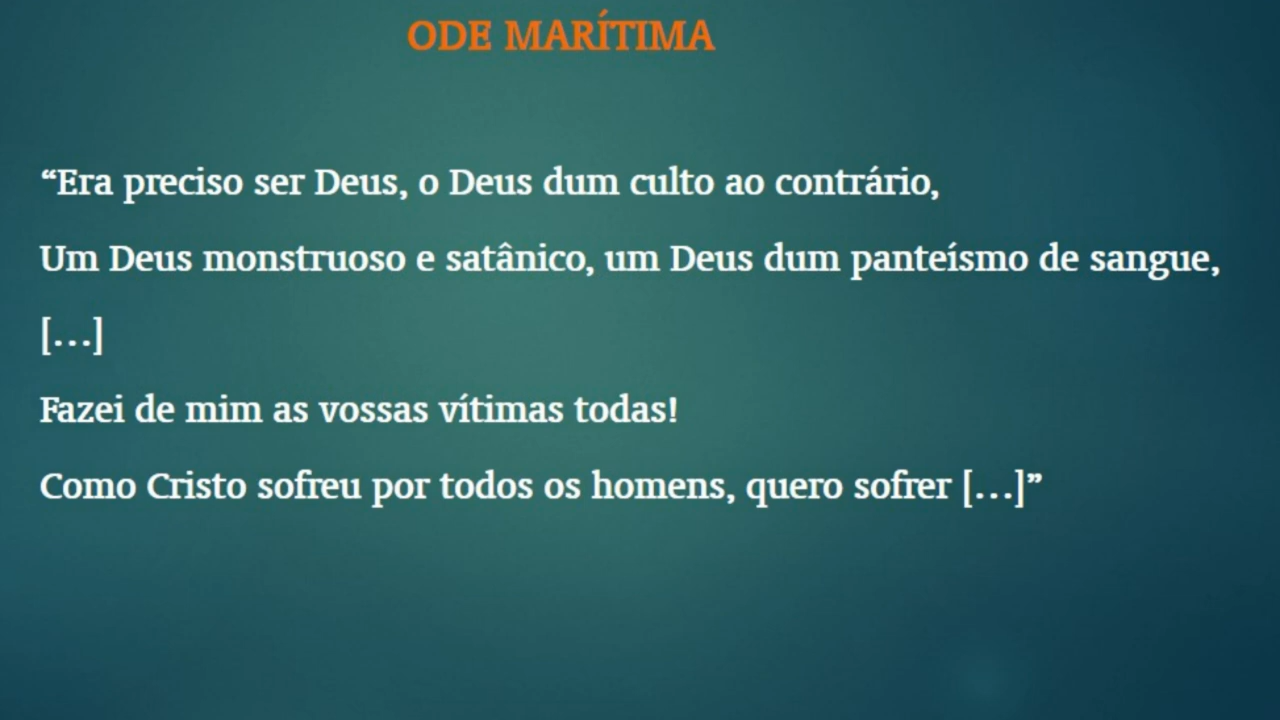 ODE MARÍTIMA
“Era preciso ser Deus, o Deus dum culto ao contrário,
Um Deus monstruoso e satânico, um Deus dum panteísmo de sangue,
[…]
Fazei de mim as vossas vítimas todas!
Como Cristo sofreu por todos os homens, quero sofrer […]”